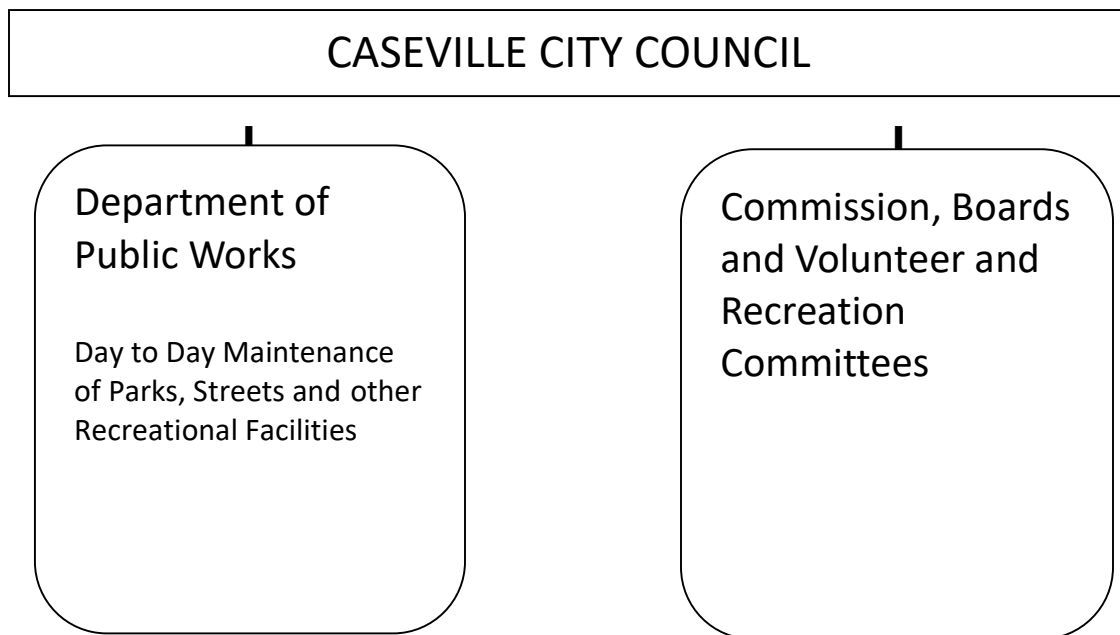 CASEVILLE CITY COUNCIL
Department of
Public Works
Day to Day Maintenance
of Parks, Streets and other
Recreational Facilities
Commission, Boards
and Volunteer and
Recreation
Committees